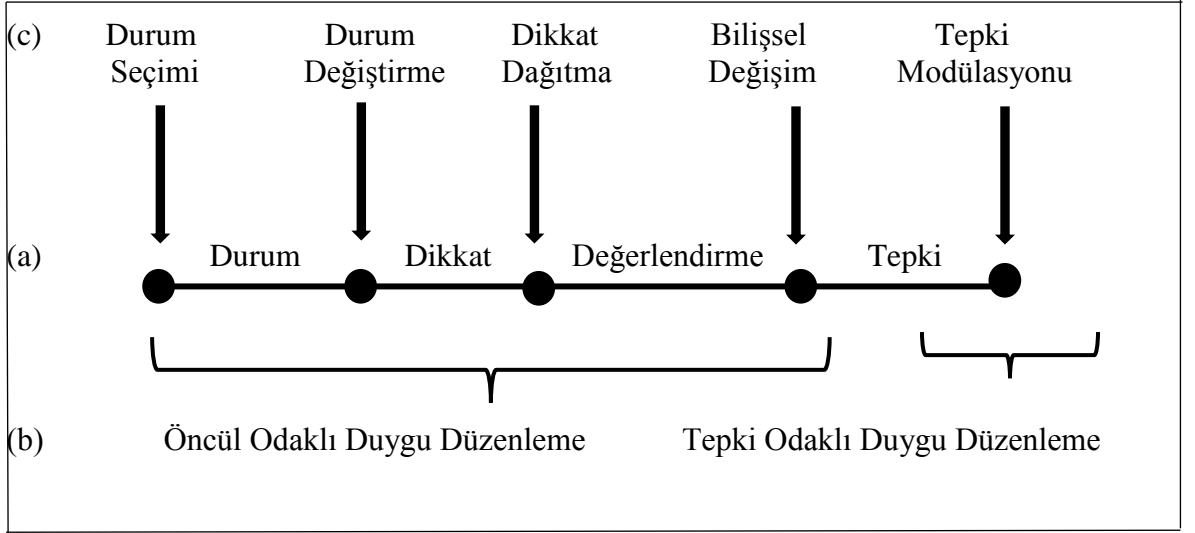 (c) Durum Durum Dikkat Bilişsel Tepki
Seçimi Değiştirme Dağıtma Değişim Modülasyonu
(a) Durum Dikkat Değerlendirme Tepki
(b) Öncül Odaklı Duygu Düzenleme Tepki Odaklı Duygu Düzenleme